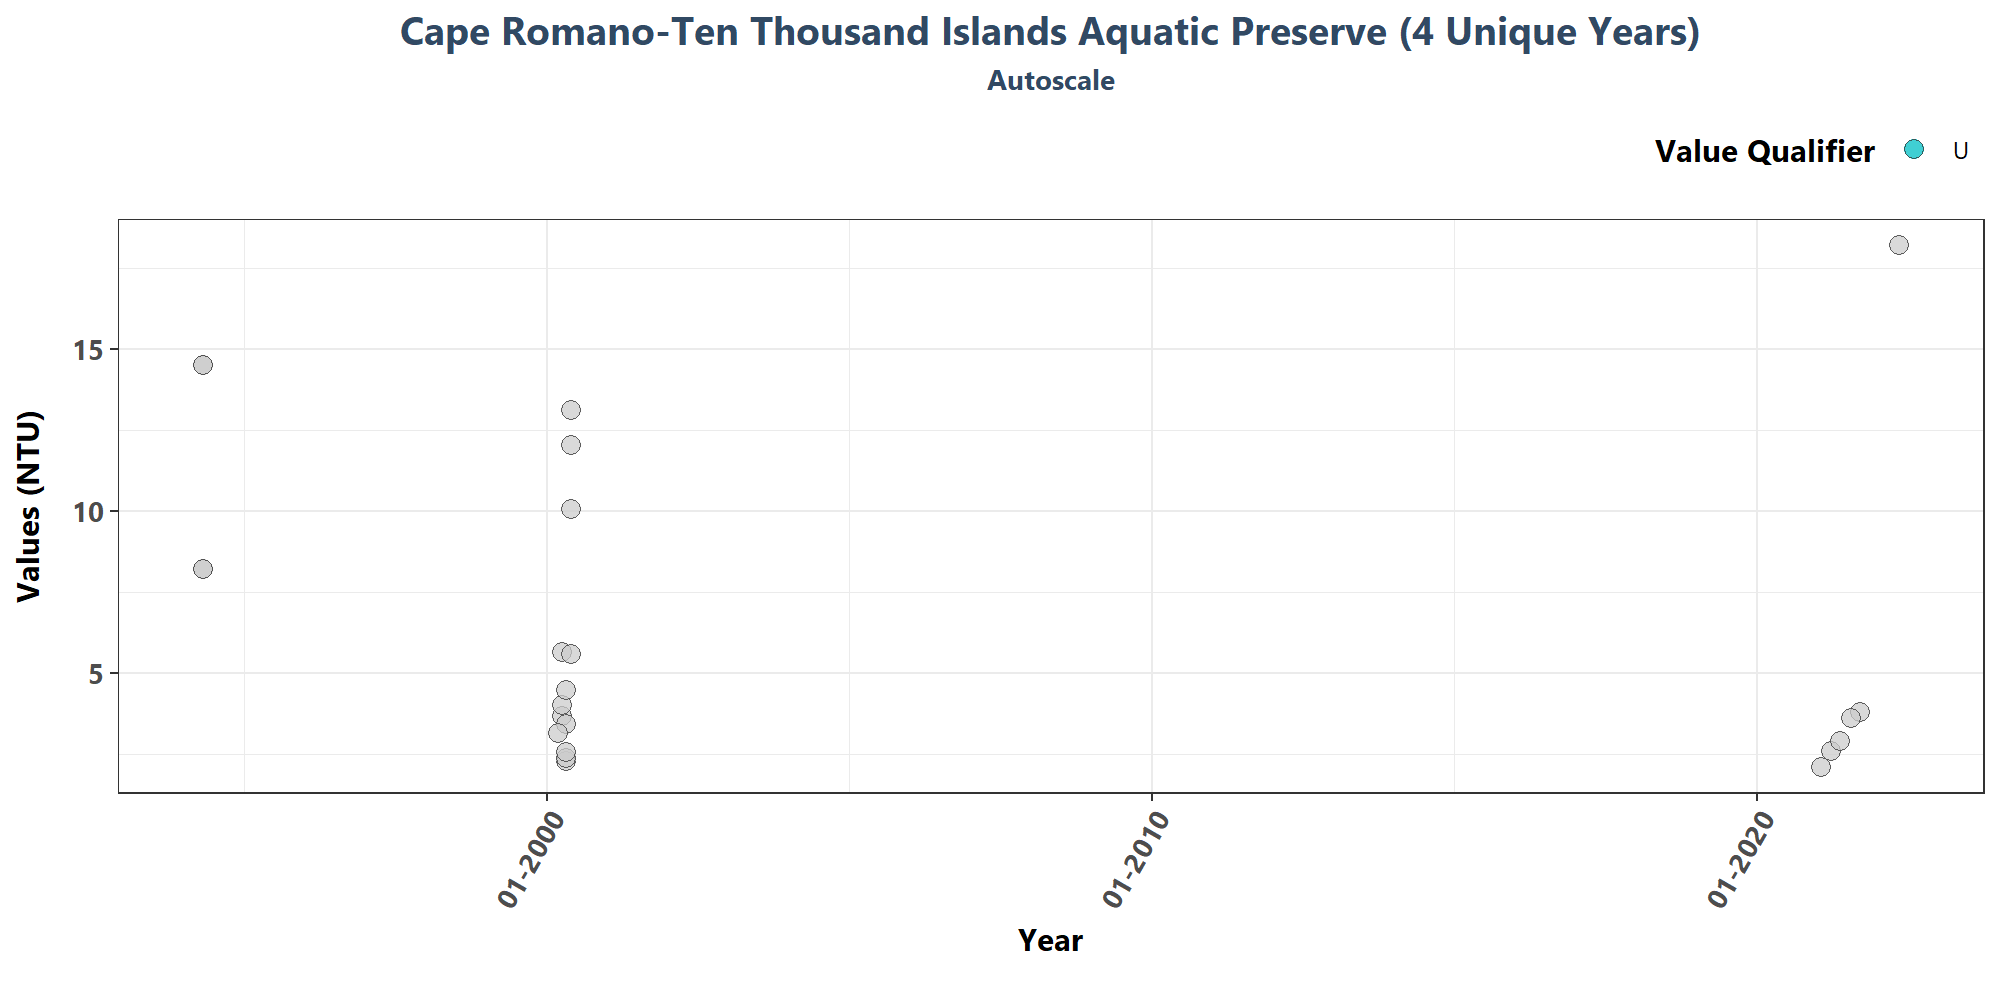 Cape Romano-Ten Thousand Islands Aquatic Preserve (4 Unique Years)
Autoscale
Value Qualifier U
Values (NTU)
15
10
5
01-2000
01-2010
01-2020
Year